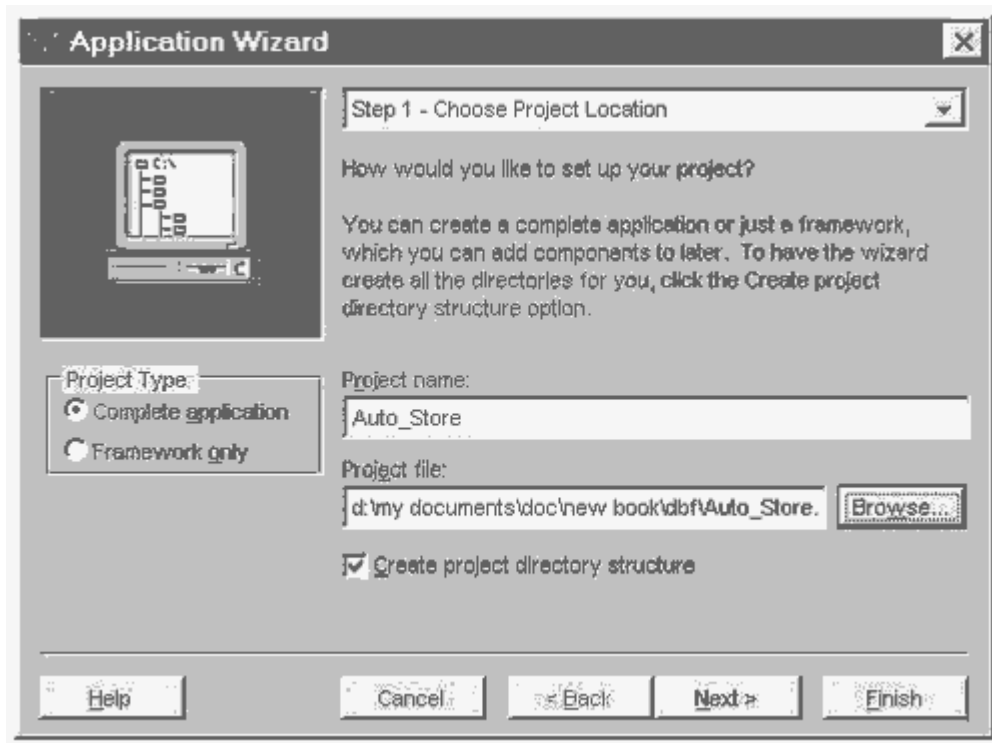 Application Wizard
Step 1 - Choose Project Location
C:\
How would you like to set up your project?
You can create a complete application or just a framework,
which you can add components to later. To have the wizard
create all the directories for you, click the Create project
directory structure option.
Project Type
Complete application
Framework only
Project name:
Auto_Store
Project file:
d:\my documents\doc\new book\dbf\Auto_Store.
Browse...
Create project directory structure
Help
Cancel
< Back
Next >
Finish